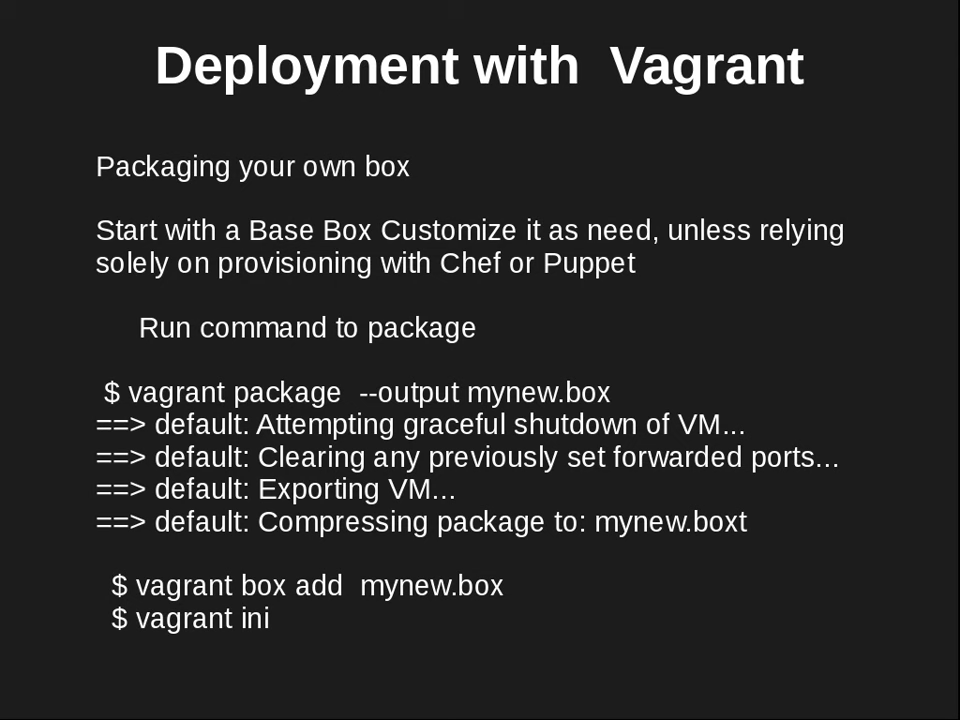 Deployment with  Vagrant
Packaging your own box
Start with a Base Box Customize it as need, unless relying
solely on provisioning with Chef or Puppet
Run command to package
$ vagrant package  --output mynew.box
==> default: Attempting graceful shutdown of VM...
==> default: Clearing any previously set forwarded ports...
==> default: Exporting VM...
==> default: Compressing package to: mynew.boxt
$ vagrant box add  mynew.box
$ vagrant ini